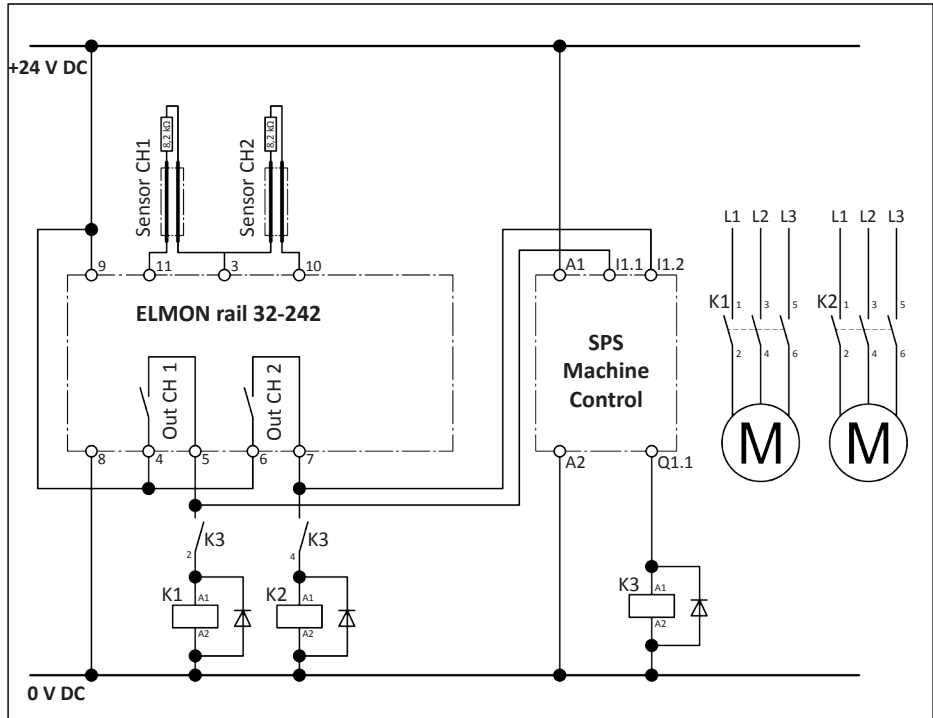 +24 V DC
8,2 kΩ
8,2 kΩ
Sensor CH1
Sensor CH2
L1 L2 L3
L1 L2 L3
9
11
3
10
A1
I1.1
I1.2
K1
1
3
5
2
4
6
K2
1
3
5
2
4
6
ELMON rail 32-242
SPS
Machine
Control
Out CH 1
Out CH 2
M
M
8
4
5
6
7
A2
Q1.1
K3
2
K3
4
K1
A1
A2
K2
A1
A2
K3
A1
A2
0 V DC